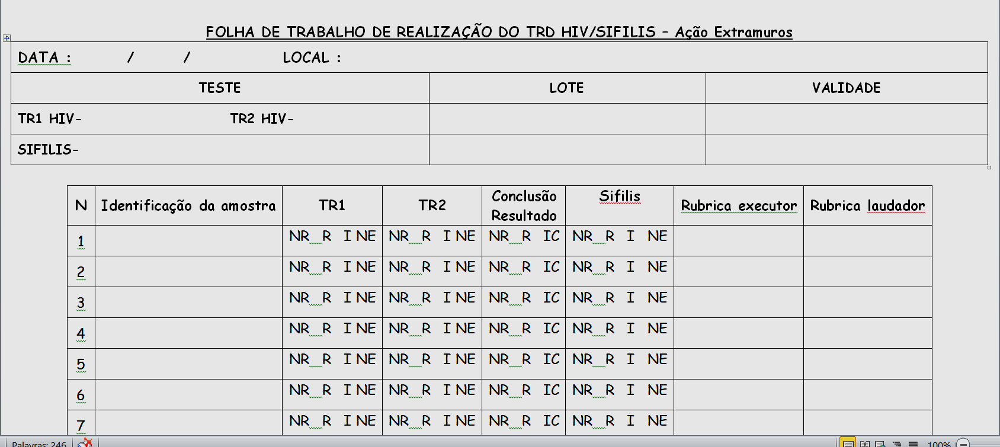 FOLHA DE TRABALHO DE REALIZAÇÃO DO TRD HIV/SIFILIS – Ação Extramuros
DATA : / / LOCAL :
TESTE LOTE VALIDADE
TR1 HIV- TR2 HIV-
SIFILIS-
N Identificação da amostra TR1 TR2 Conclusão Resultado Sifilis Rubrica executor Rubrica laudador
1 NR R I NE NR R I NE NR R IC NR R I NE
2 NR R I NE NR R I NE NR R IC NR R I NE
3 NR R I NE NR R I NE NR R IC NR R I NE
4 NR R I NE NR R I NE NR R IC NR R I NE
5 NR R I NE NR R I NE NR R IC NR R I NE
6 NR R I NE NR R I NE NR R IC NR R I NE
7 NR R I NE NR R I NE NR R IC NR R I NE
Palavras: 246 100%